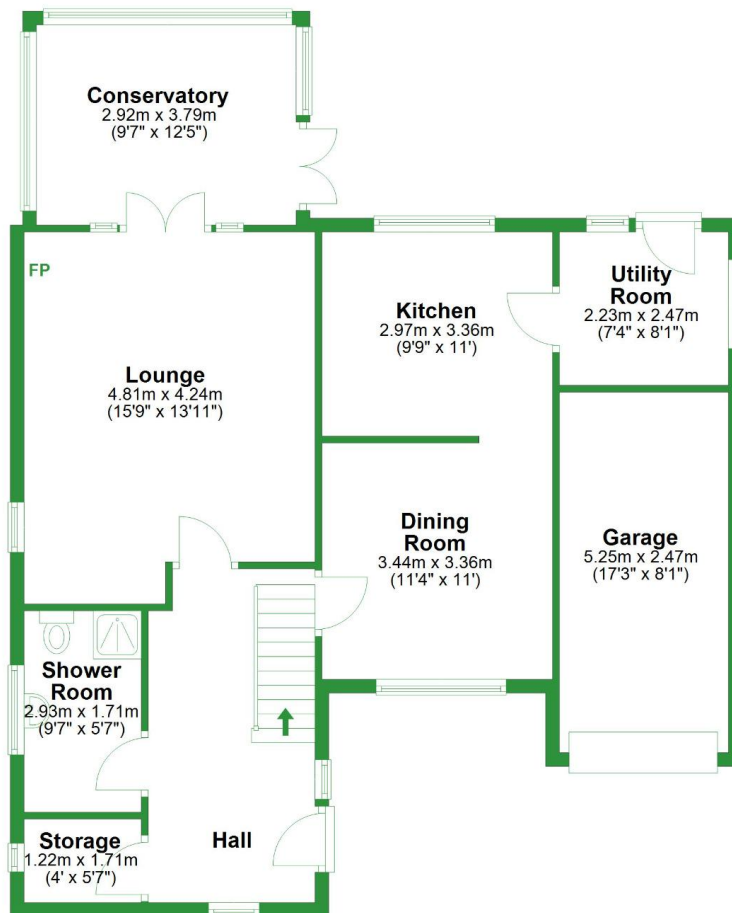 Conservatory
2.92m x 3.79m
(9'7" x 12'5")
FP
Lounge
4.81m x 4.24m
(15'9" x 13'11")
Kitchen
2.97m x 3.36m
(9'9" x 11')
Utility
Room
2.23m x 2.47m
(7'4" x 8'1")
Dining
Room
3.44m x 3.36m
(11'4" x 11')
Garage
5.25m x 2.47m
(17'3" x 8'1")
Shower
Room
2.93m x 1.71m
(9'7" x 5'7")
Hall
Storage
1.22m x 1.71m
(4' x 5'7")